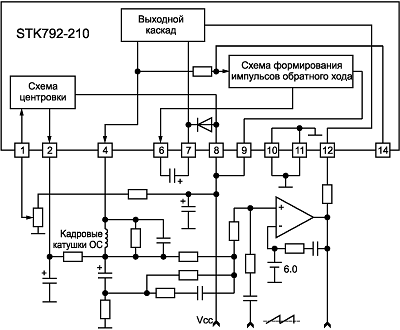 STK792-210
Выходной
каскад
Схема формирования
импульсов обратного хода
Схема
центровки
1 2 4 6 7 8 9 10 11 12 14
+
+
Кадровые
катушки ОС
+
+
+
-
+
6.0
Vcc